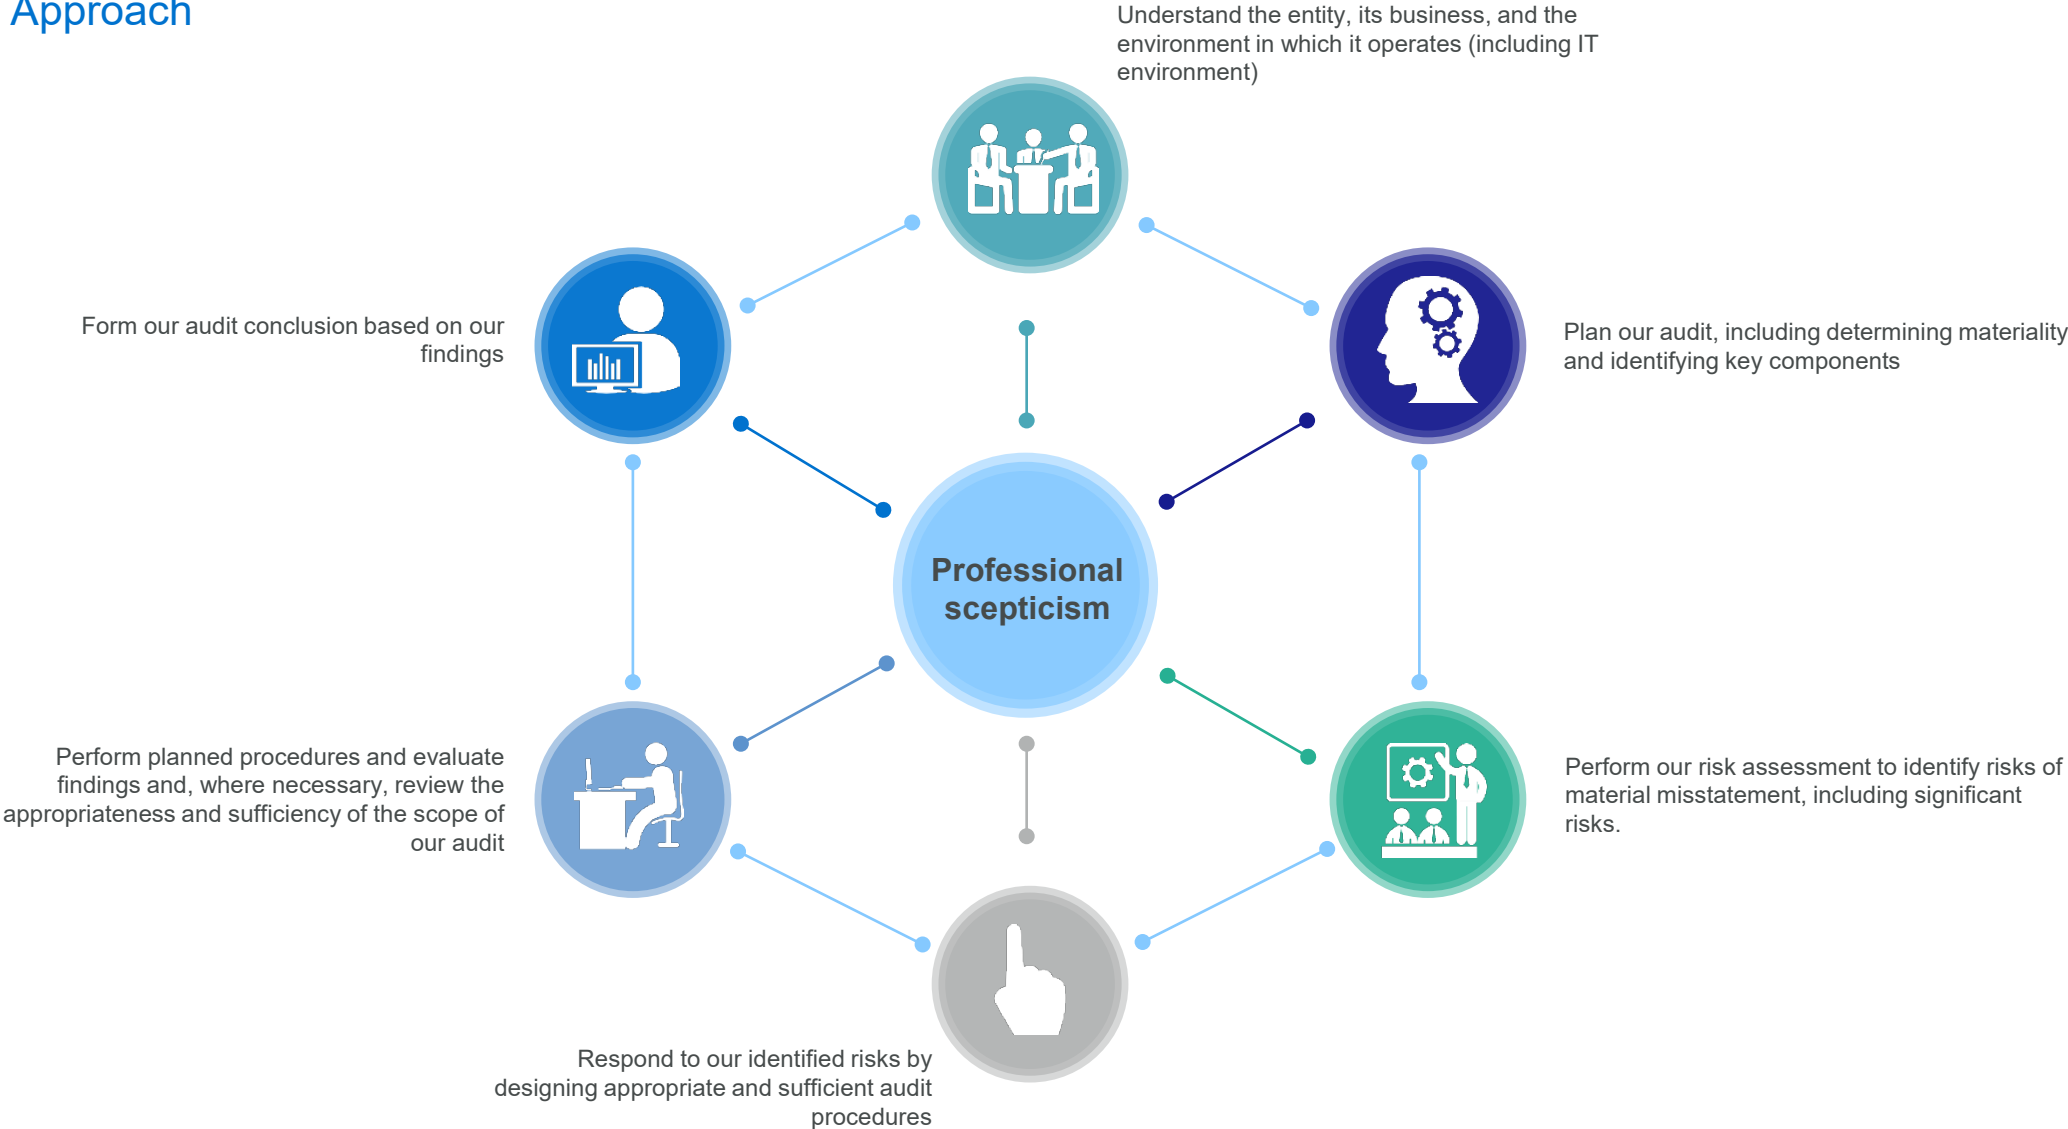 Approach
Understand the entity, its business, and the
environment in which it operates (including IT
environment)
Plan our audit, including determining materiality
and identifying key components
Perform our risk assessment to identify risks of
material misstatement, including significant
risks.
Respond to our identified risks by
designing appropriate and sufficient audit
procedures
Perform planned procedures and evaluate
findings and, where necessary, review the
appropriateness and sufficiency of the scope of
our audit
Form our audit conclusion based on our
findings
Professional
scepticism